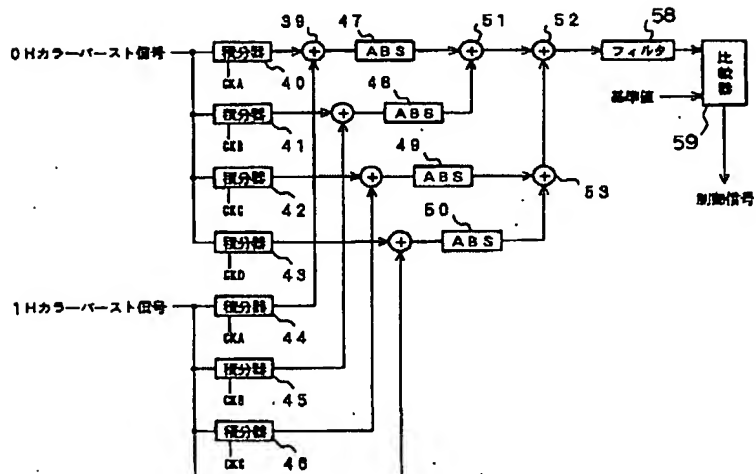 39
47
51
52
58
0Hカラーバースト信号
積分器
ABS
フィルタ
比較器
CKA
40
48
基準値
積分器
ABS
59
CKB
41
49
積分器
ABS
53
制御信号
CKC
42
50
積分器
ABS
CKD
43
1Hカラーバースト信号
積分器
CKA
44
積分器
CKB
45
積分器
CKC
46